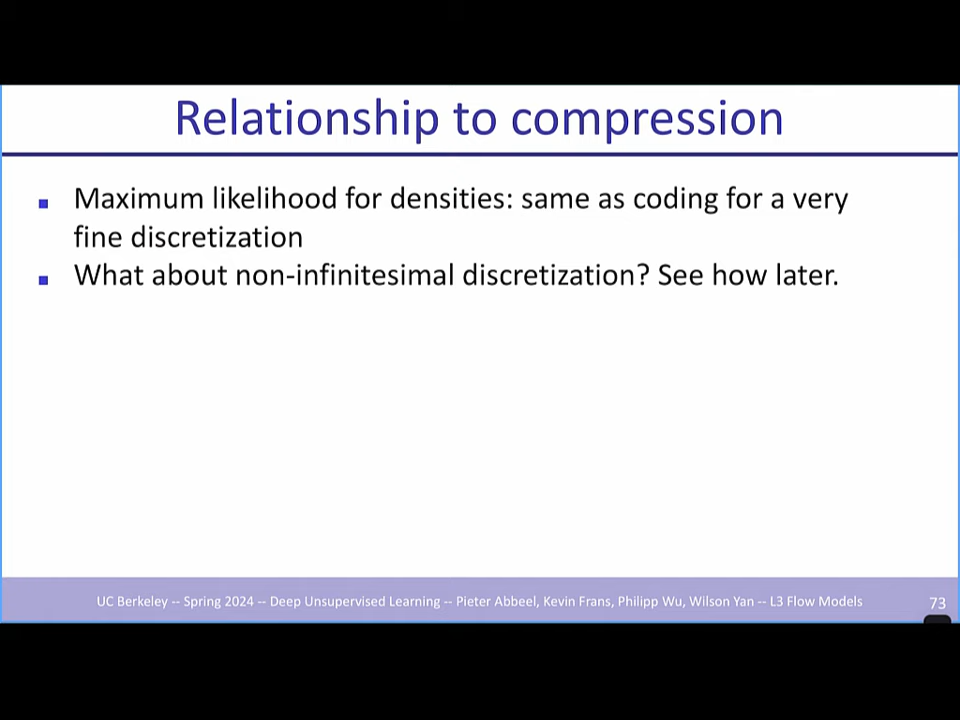 Relationship to compression
Maximum likelihood for densities: same as coding for a very
fine discretization
What about non-infinitesimal discretization? See how later.
UC Berkeley -- Spring 2024 -- Deep Unsupervised Learning -- Pieter Abbeel, Kevin Frans, Philipp Wu, Wilson Yan -- L3 Flow Models
73